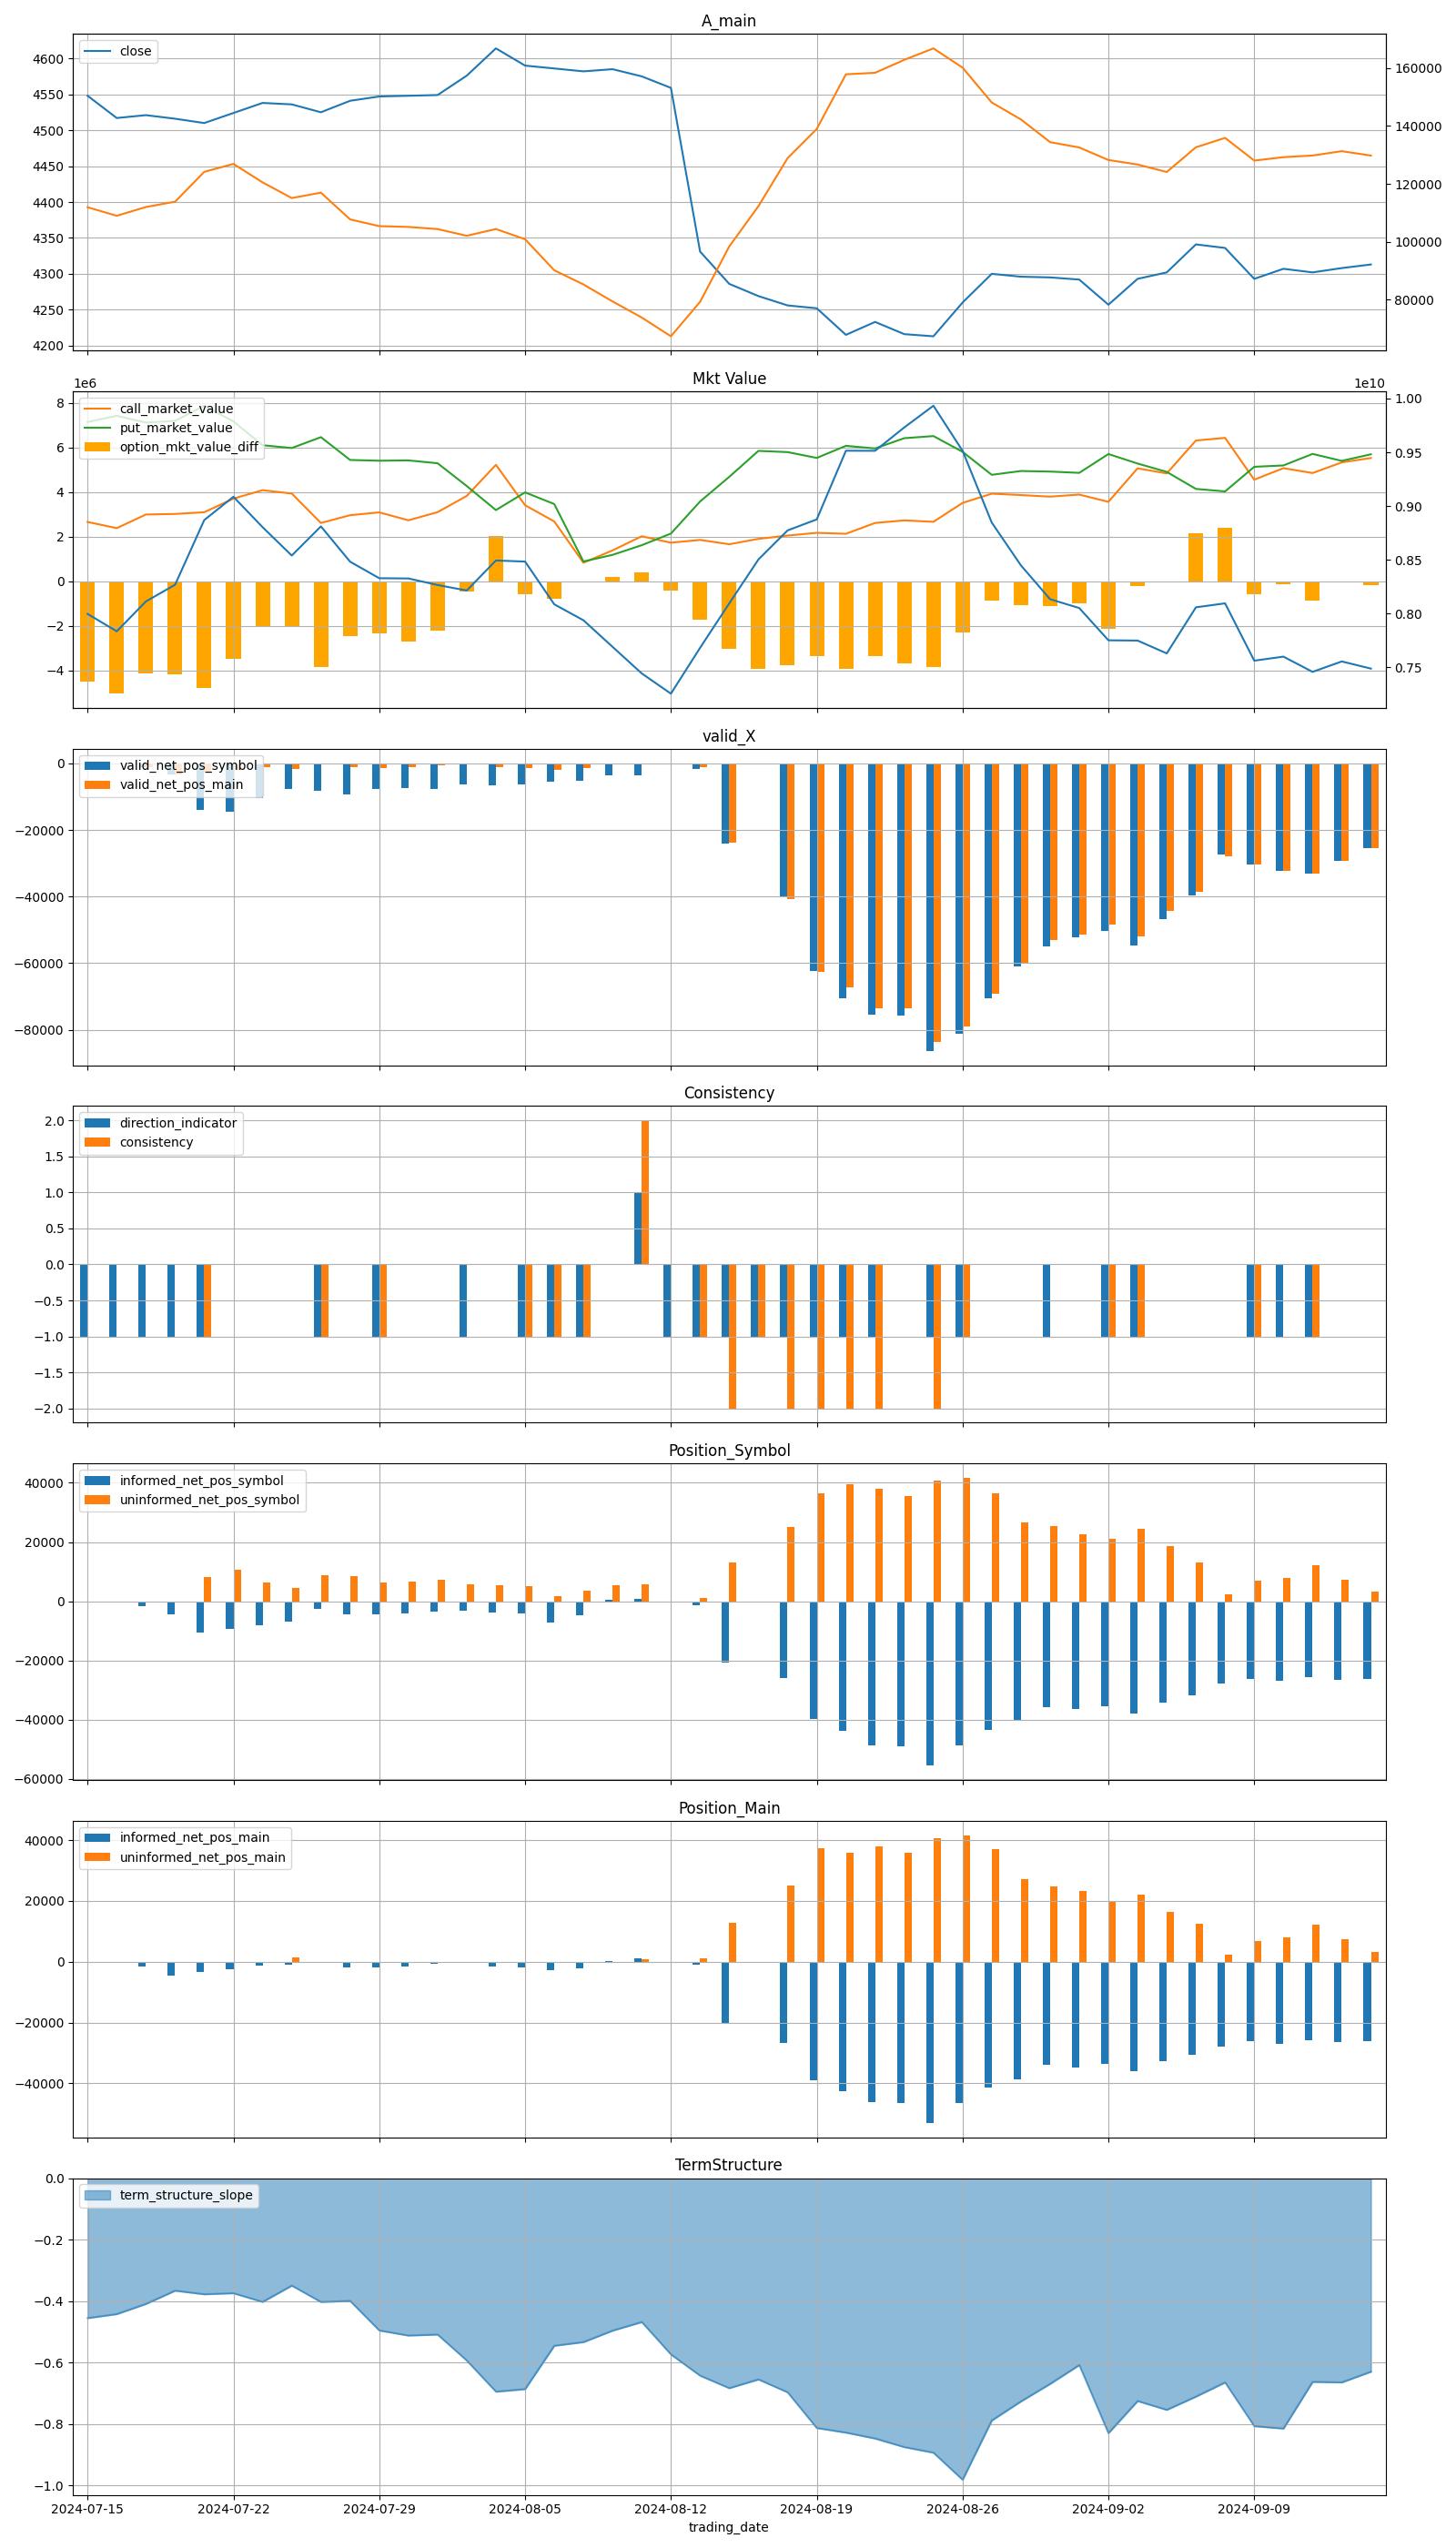 A_main
close
4600
4550
4500
4450
4400
4350
4300
4250
4200
160000
140000
120000
100000
80000
Mkt Value
1e6
1e10
call_market_value
put_market_value
option_mkt_value_diff
8
6
4
2
0
−2
−4
1.00
0.95
0.90
0.85
0.80
0.75
valid_X
valid_net_pos_symbol
valid_net_pos_main
0
−20000
−40000
−60000
−80000
Consistency
direction_indicator
consistency
2.0
1.5
1.0
0.5
0.0
−0.5
−1.0
−1.5
−2.0
Position_Symbol
informed_net_pos_symbol
uninformed_net_pos_symbol
40000
20000
0
−20000
−40000
−60000
Position_Main
informed_net_pos_main
uninformed_net_pos_main
40000
20000
0
−20000
−40000
TermStructure
term_structure_slope
0.0
−0.2
−0.4
−0.6
−0.8
−1.0
2024-07-15
2024-07-22
2024-07-29
2024-08-05
2024-08-12
2024-08-19
2024-08-26
2024-09-02
2024-09-09
trading_date